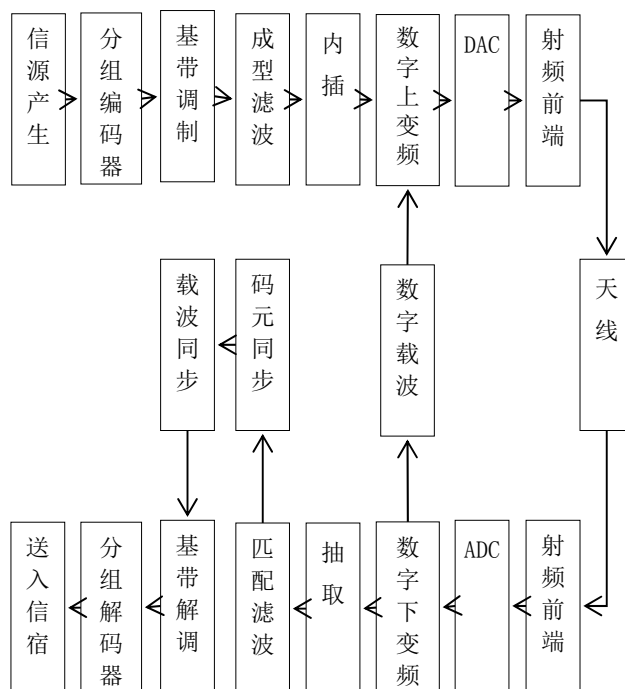 信源产生
分组编码器
基带调制
成型滤波
内插
数字上变频
DAC
射频前端
载波同步
码元同步
数字载波
天线
送入信宿
分组解码器
基带解调
匹配滤波
抽取
数字下变频
ADC
射频前端